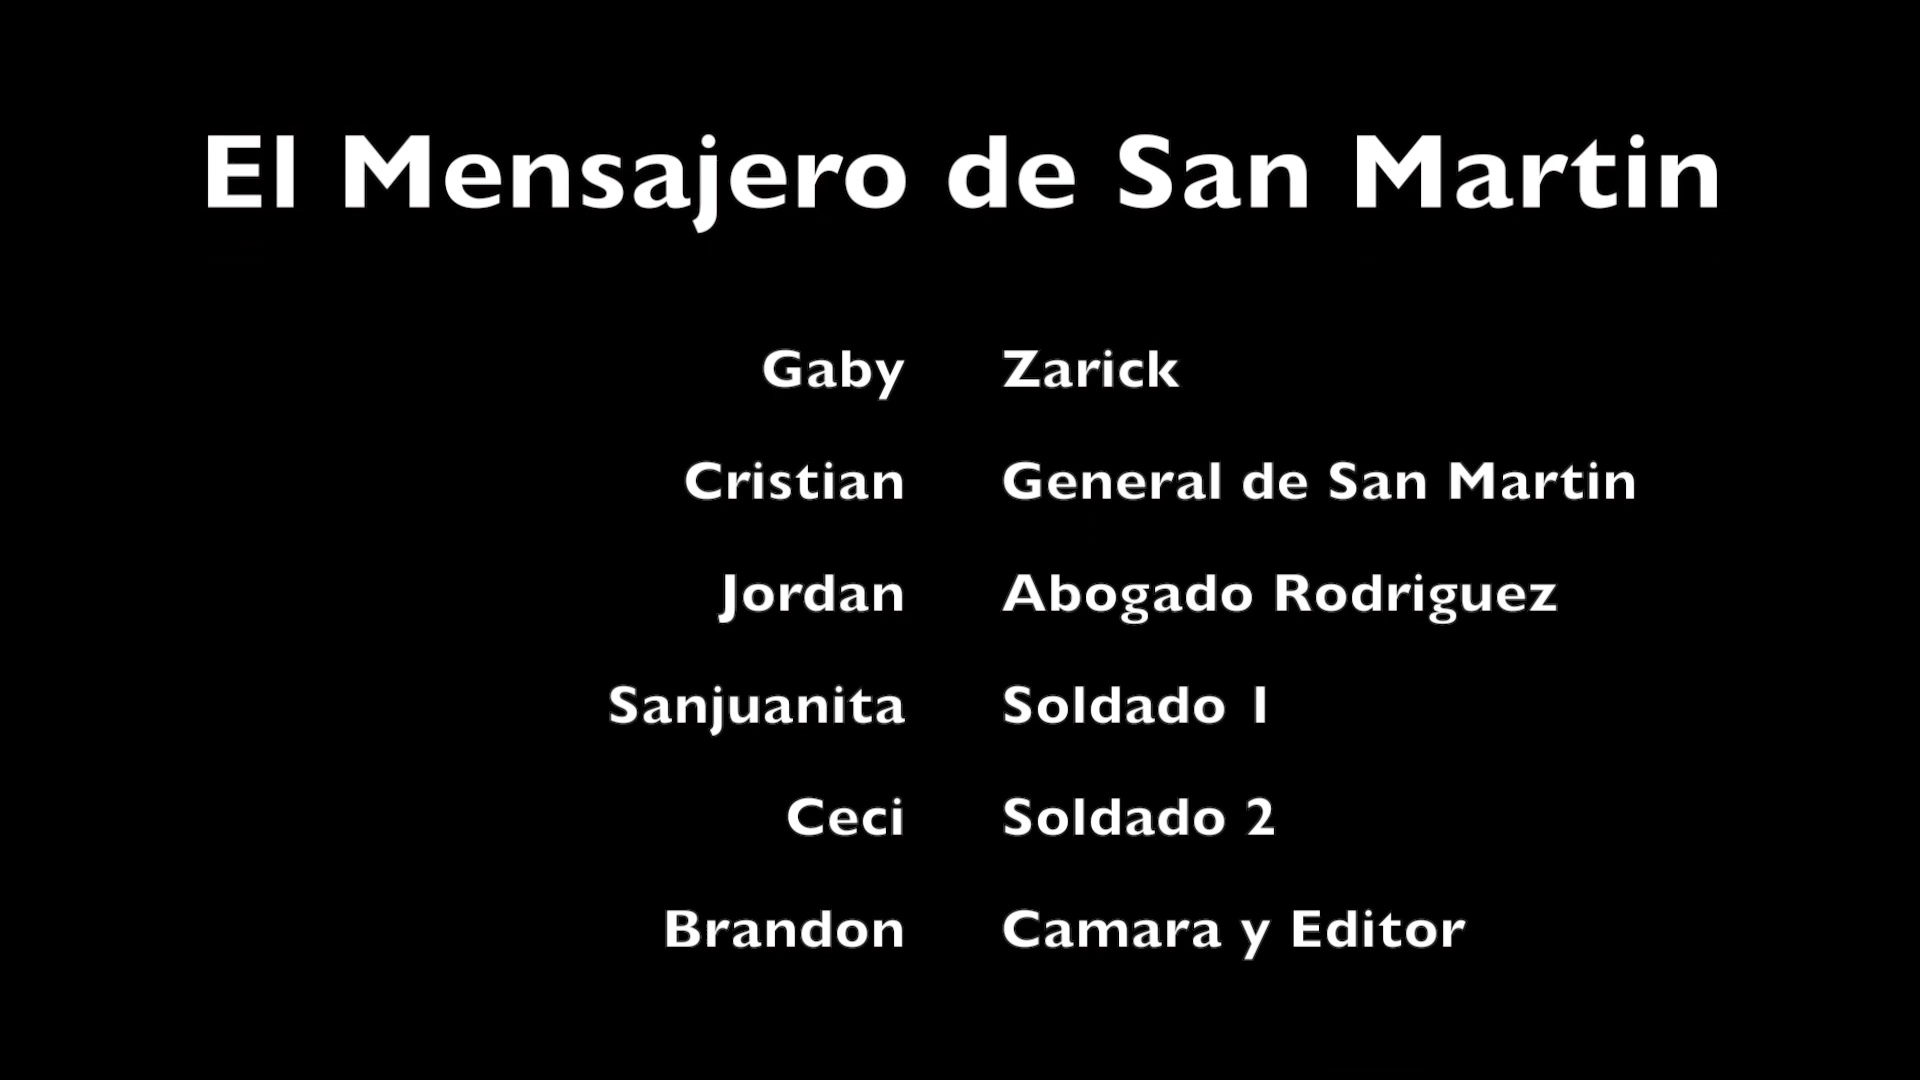 El Mensajero de San Martin
Gaby Zarick
Cristian General de San Martin
Jordan Abogado Rodriguez
Sanjuanita Soldado 1
Ceci Soldado 2
Brandon Camara y Editor